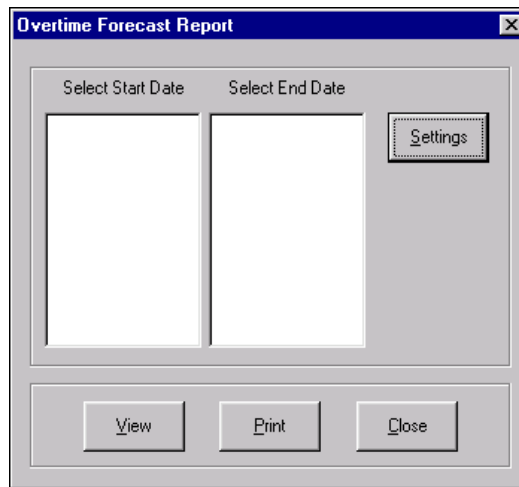 Overtime Forecast Report
Select Start Date Select End Date
Settings
View Print Close